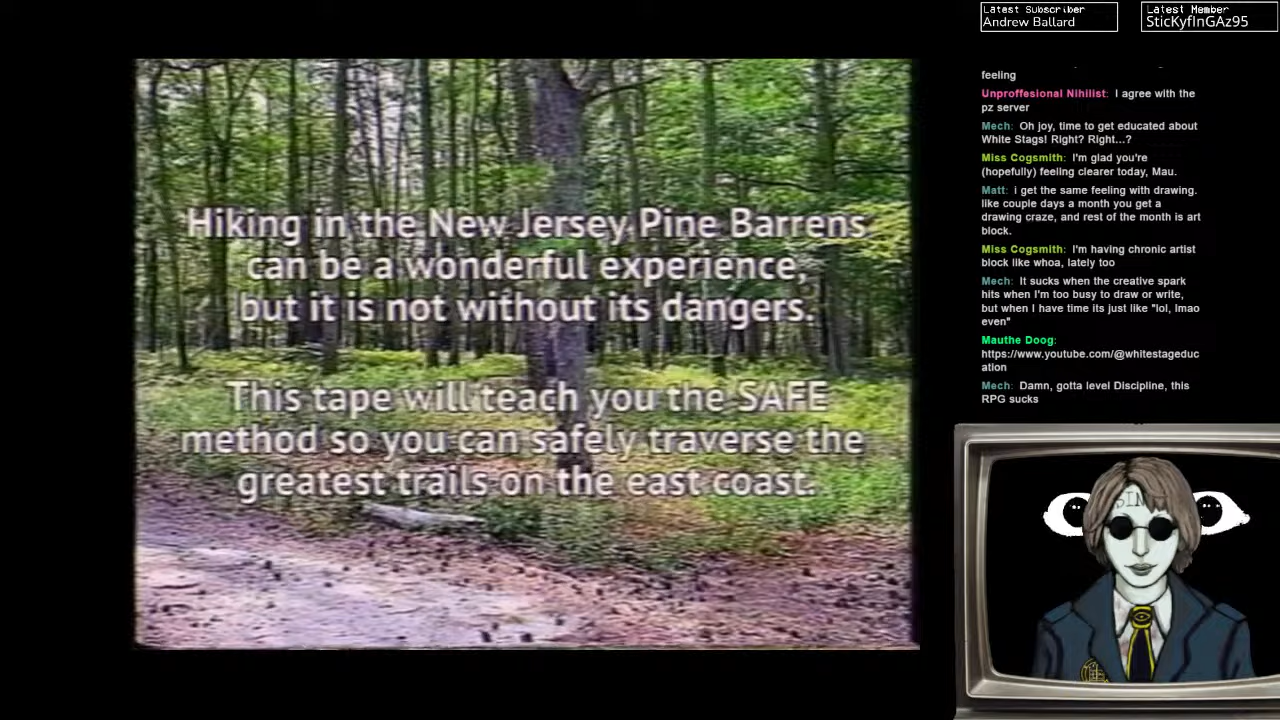 Latest Subscriber
Andrew Ballard
Latest Member
SticKyfInGAz95
Hiking in the New Jersey Pine Barrens
can be a wonderful experience,
but it is not without its dangers.
This tape will teach you the SAFE
method so you can safely traverse the
greatest trails on the east coast.
feeling
Unproffesional Nihilist: I agree with the
pz server
Mech: Oh joy, time to get educated about
White Stags! Right? Right...?
Miss Cogsmith: I'm glad you're
(hopefully) feeling clearer today, Mau.
Matt: i get the same feeling with drawing.
like couple days a month you get a
drawing craze, and rest of the month is art
block.
Miss Cogsmith: I'm having chronic artist
block like whoa, lately too
Mech: It sucks when the creative spark
hits when I'm too busy to draw or write,
but when I have time its just like "lol, lmao
even"
Mauthe Doog:
https://www.youtube.com/@whitestageduc
ation
Mech: Damn, gotta level Discipline, this
RPG sucks
SIN